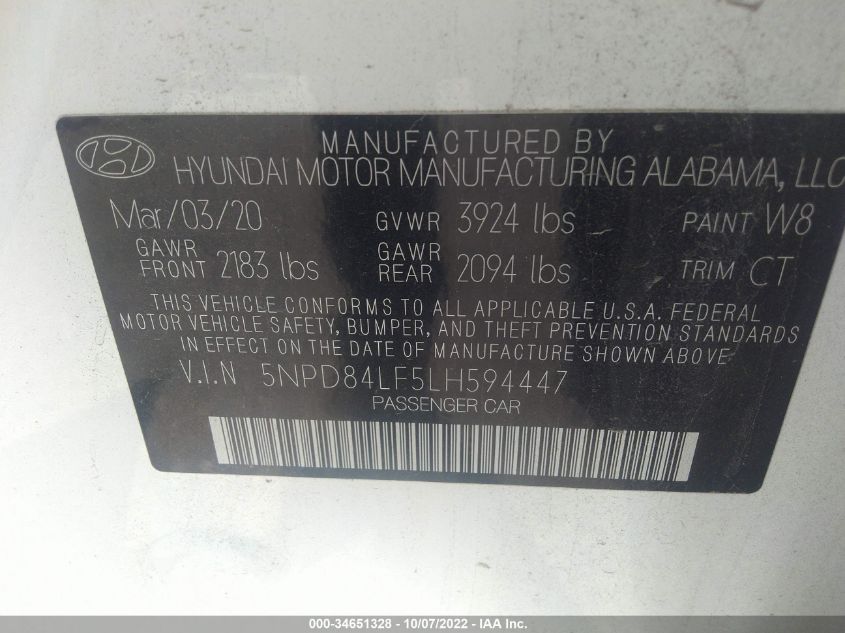 MANUFACTURED BY
HYUNDAI MOTOR MANUFACTURING ALABAMA, LLC
Mar/03/20 GVWR 3924 lbs PAINT W8
GAWR FRONT 2183 lbs GAWR REAR 2094 lbs TRIM CT
THIS VEHICLE CONFORMS TO ALL APPLICABLE U.S.A. FEDERAL
MOTOR VEHICLE SAFETY, BUMPER, AND THEFT PREVENTION STANDARDS
IN EFFECT ON THE DATE OF MANUFACTURE SHOWN ABOVE
V.I.N 5NPD84LF5LH594447
PASSENGER CAR
000-34651328 - 10/07/2022 - IAA Inc.